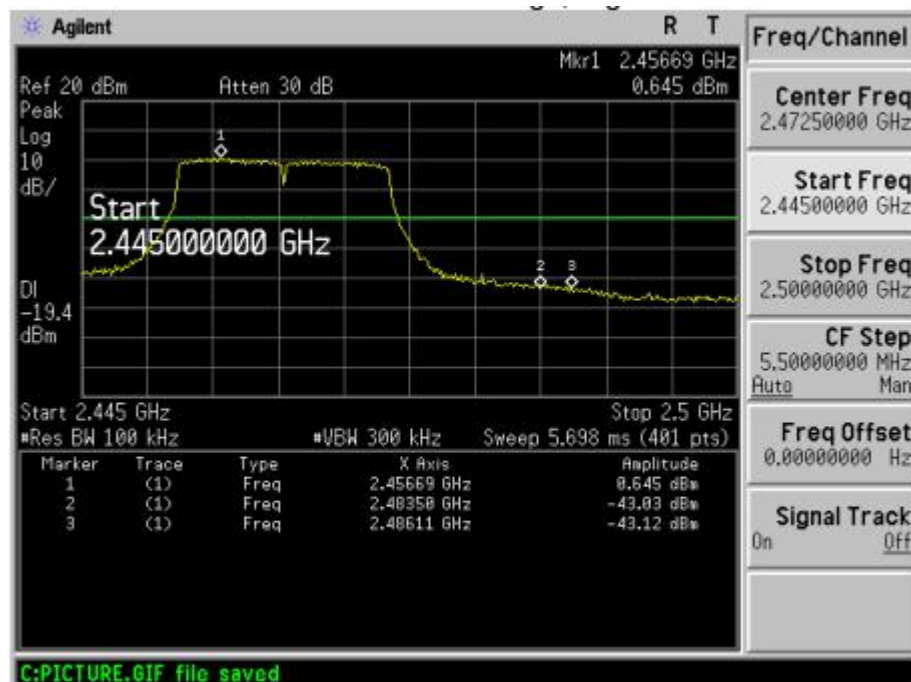 Agilent
R T
Mkr1 2.45669 GHz
Ref 20 dBm Atten 30 dB 0.645 dBm
Peak
Log
10
dB/
1
Start
2.445000000 GHz
2 3
DI
-19.4
dBm
Start 2.445 GHz Stop 2.5 GHz
#Res BW 100 kHz #VBW 300 kHz Sweep 5.698 ms (401 pts)
Marker Trace Type X Axis Amplitude
1 (1) Freq 2.45669 GHz 0.645 dBm
2 (1) Freq 2.48350 GHz -43.03 dBm
3 (1) Freq 2.48611 GHz -43.12 dBm
C:PICTURE.GIF file saved
Freq/Channel
Center Freq
2.47250000 GHz
Start Freq
2.44500000 GHz
Stop Freq
2.50000000 GHz
CF Step
5.50000000 MHz
Auto Man
Freq Offset
0.00000000 Hz
Signal Track
On Off